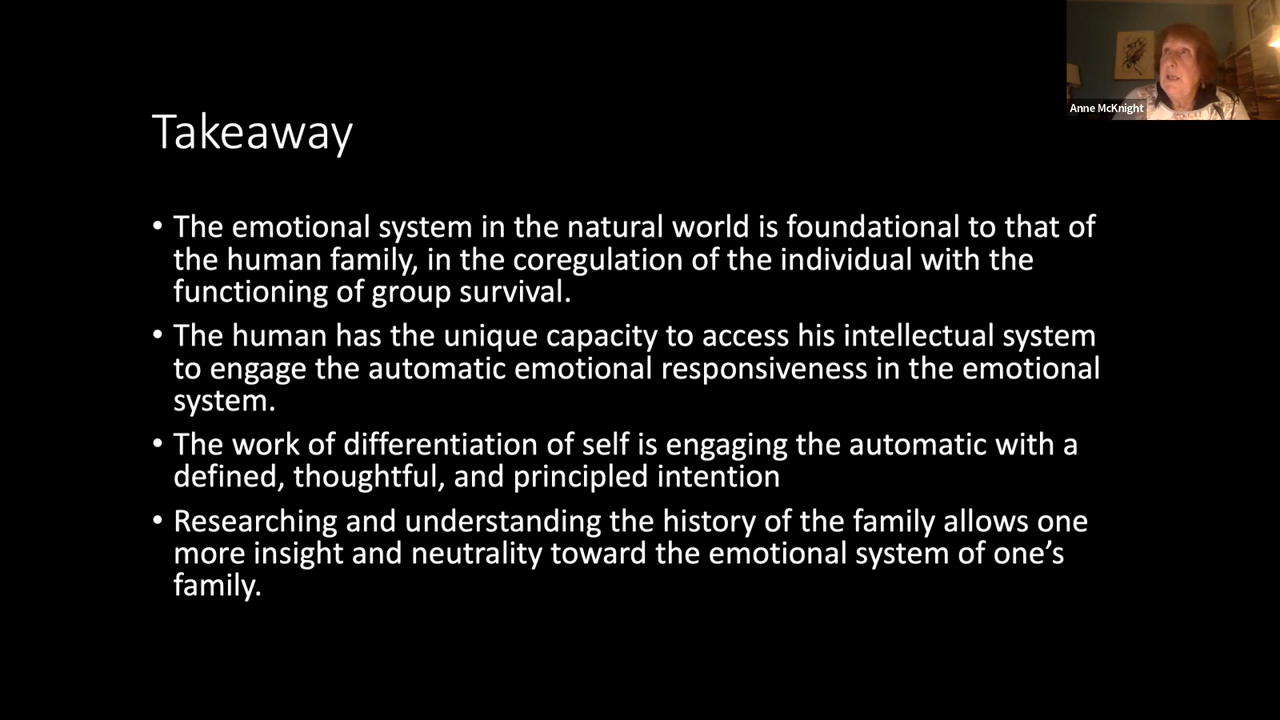 Anne McKnight
Takeaway
• The emotional system in the natural world is foundational to that of
the human family, in the coregulation of the individual with the
functioning of group survival.
• The human has the unique capacity to access his intellectual system
to engage the automatic emotional responsiveness in the emotional
system.
• The work of differentiation of self is engaging the automatic with a
defined, thoughtful, and principled intention
• Researching and understanding the history of the family allows one
more insight and neutrality toward the emotional system of one’s
family.